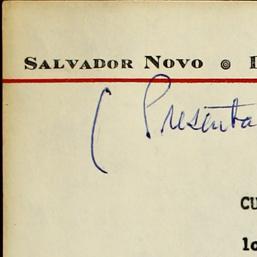 SALVADOR NOVO
( Presenta
cu
lo